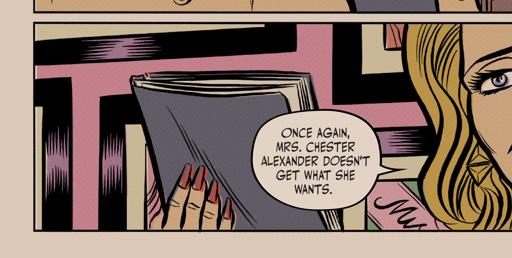 ONCE AGAIN,
MRS. CHESTER
ALEXANDER DOESN'T
GET WHAT SHE
WANTS.